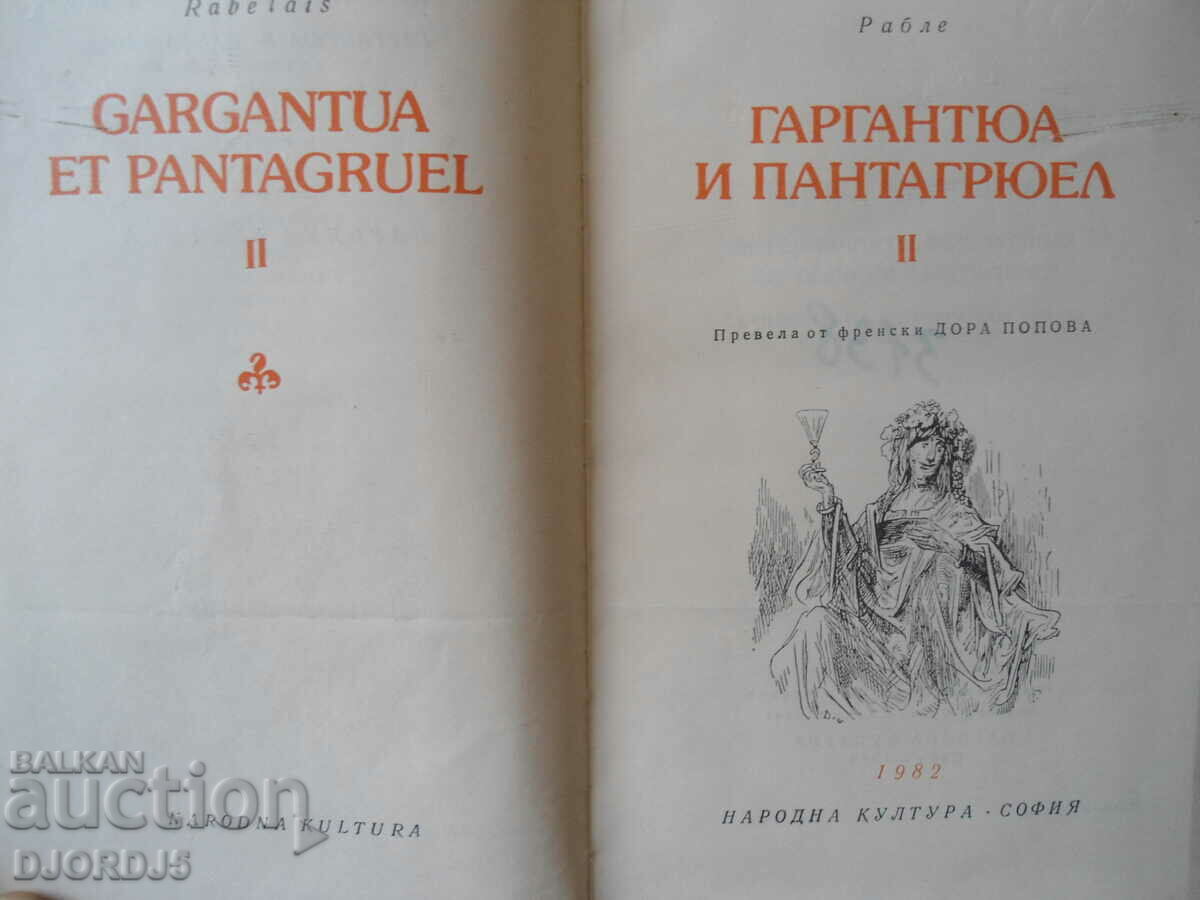 Rabelais
GARGANTUA
ET PANTAGRUEL
II
NARODNA KULTURA
Рабле
ГАРГАНТЮА
И ПАНТАГРЮЕЛ
II
Превела от френски ДОРА ПОПОВА
1982
НАРОДНА КУЛТУРА · СОФИЯ
BALKAN
auction
DJORDJ5